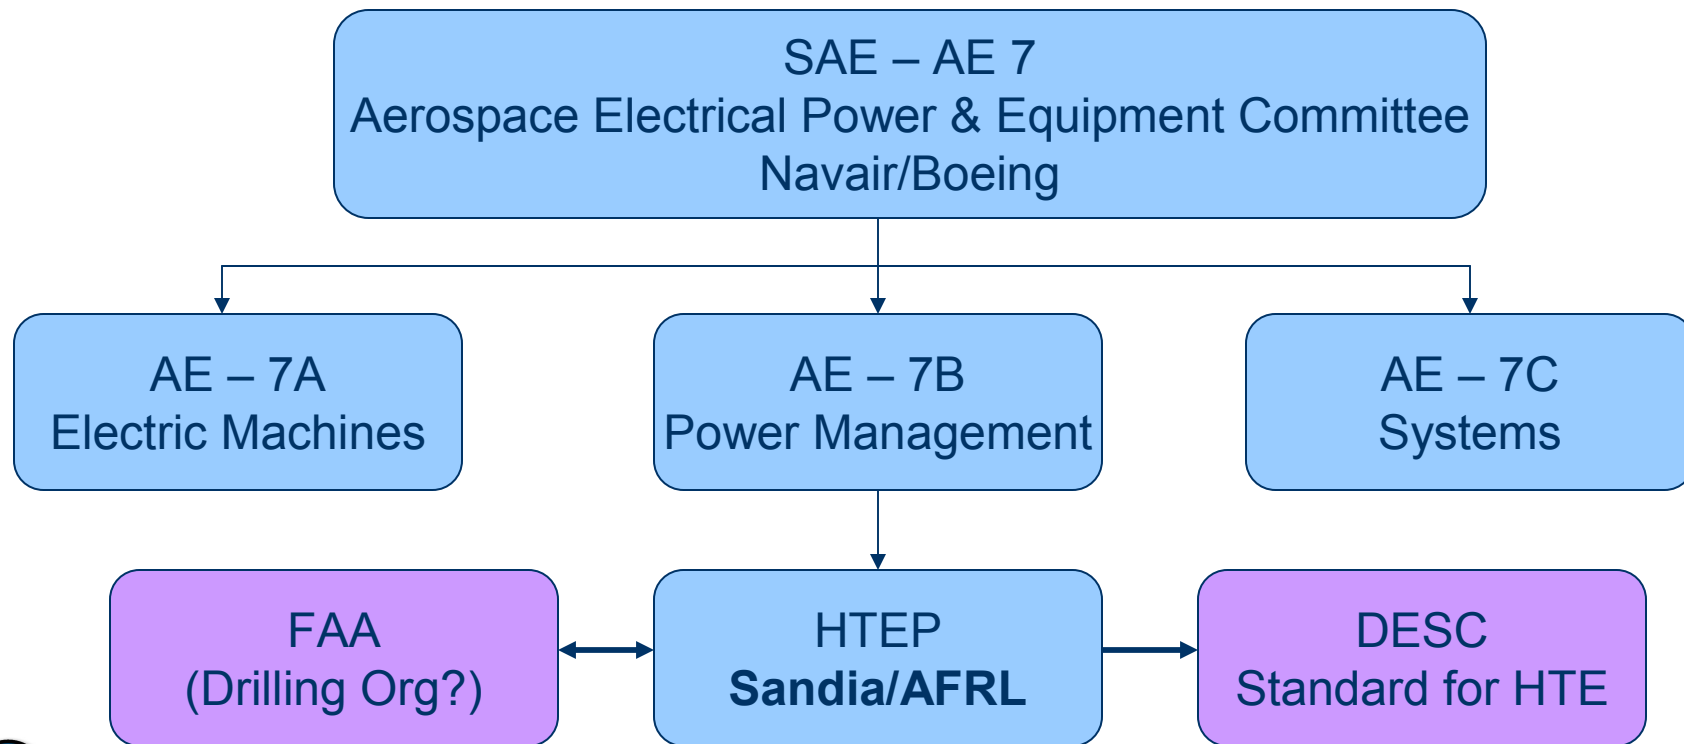 SAE – AE 7
Aerospace Electrical Power & Equipment Committee
Navair/Boeing
AE – 7A
Electric Machines
AE – 7B
Power Management
AE – 7C
Systems
FAA
(Drilling Org?)
HTEP
Sandia/AFRL
DESC
Standard for HTE